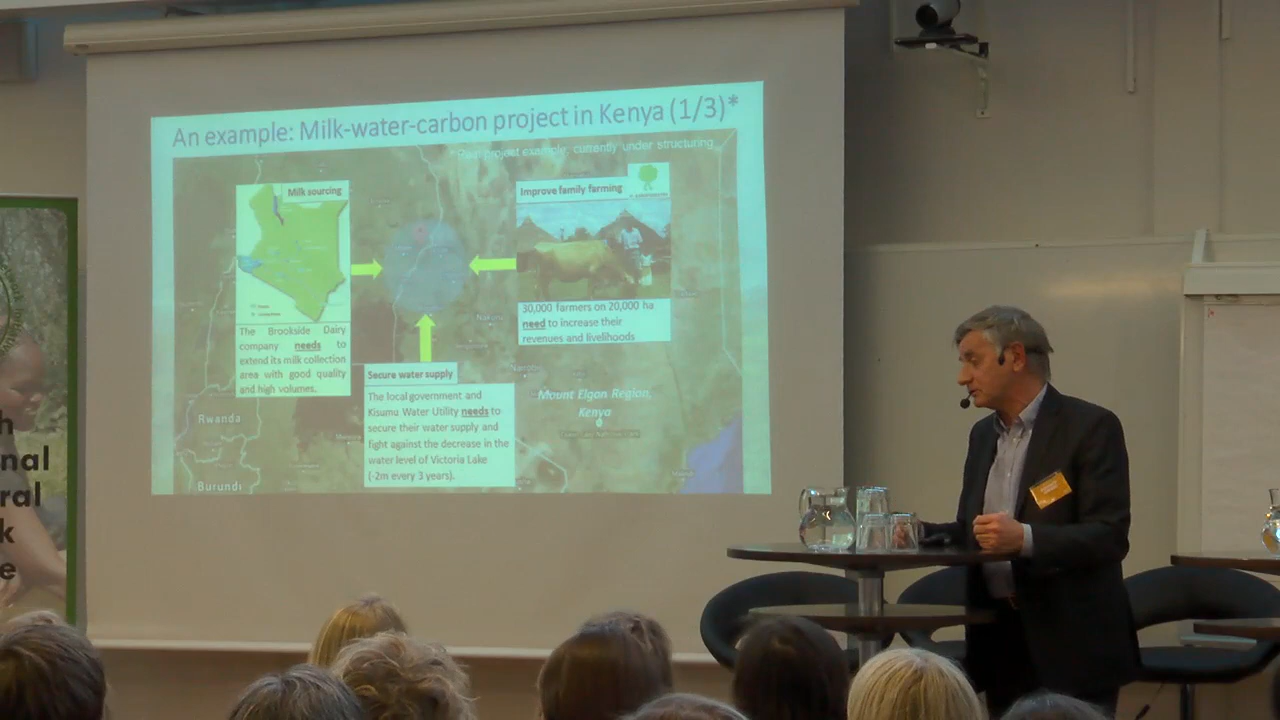 An example: Milk-water-carbon project in Kenya (1/3)*
project example, currently under structuring
Milk sourcing
The Brookside Dairy
company needs to
extend its milk collection
area with good quality
and high volumes.
Improve family farming
30,000 farmers on 20,000 ha
need to increase their
revenues and livelihoods
Secure water supply
The local government and
Kisumu Water Utility needs to
secure their water supply and
fight against the decrease in the
water level of Victoria Lake
(-2m every 3 years).
Mount Elgon Region,
Kenya
Nakuru
Nairobi
Rwanda
Burundi
h
nal
ral
k
e